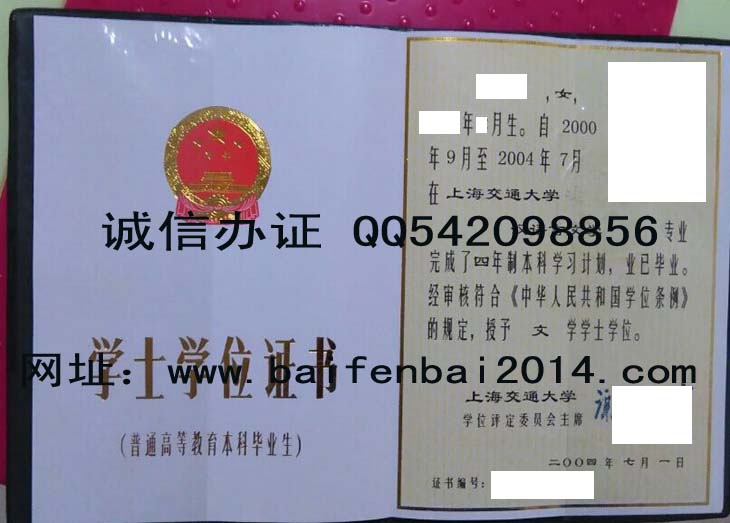 ，女，
年 月生。自 2000
年 9 月至 2004 年 7 月
在 上海交通大学
诚信办证 QQ542098856
专业
完成了四年制本科学习计划，业已毕业。
经审核符合《中华人民共和国学位条例》
的规定，授予 文 学学士学位。
学士学位证书
网址：www.baifenbai2014.com
上海交通大学
学位评定委员会主席
(普通高等教育本科毕业生)
二〇〇四年 七月 一日
证书编号：